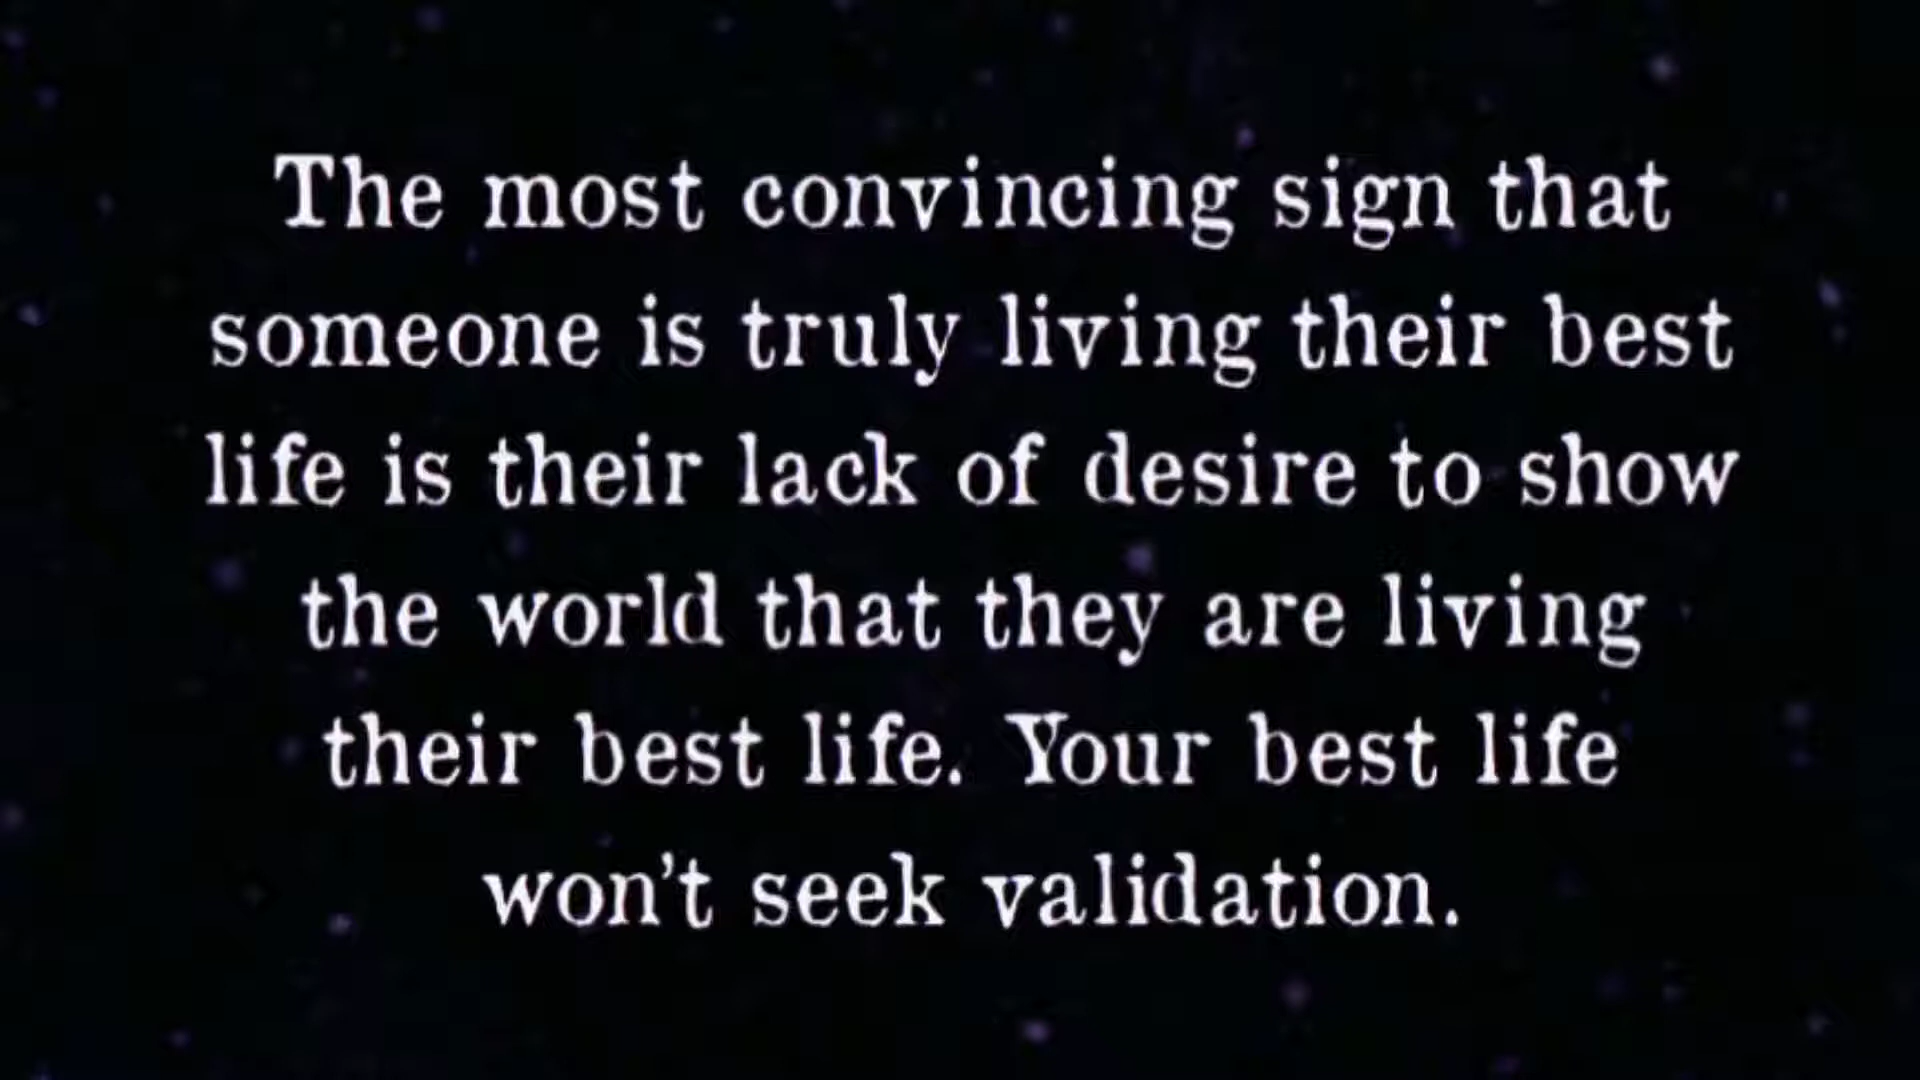 The most convincing sign that
someone is truly living their best
life is their lack of desire to show
the world that they are living
their best life. Your best life
won't seek validation.